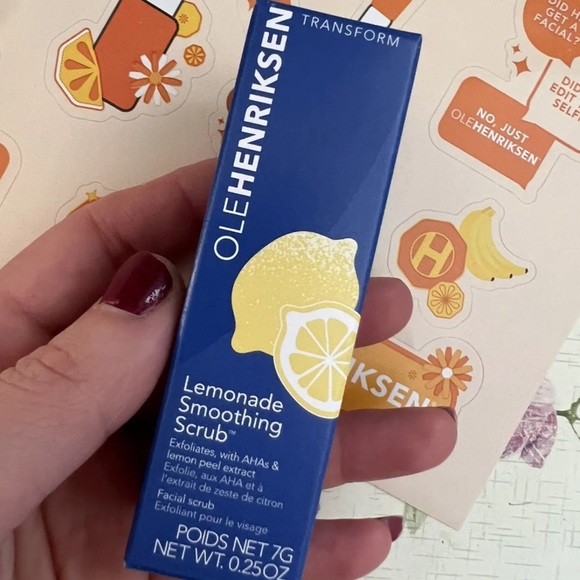 TRANSFORM
OLEHENRIKSEN
Lemonade
Smoothing
Scrub™
Exfoliates, with AHAs &
lemon peel extract
Exfolie, aux AHA et à
l'extrait de zeste de citron
Facial scrub
Exfoliant pour le visage
POIDS NET 7G
NET WT. 0.25OZ
GET A
FACIAL?
DID
EDIT
SELF
NO, JUST
OLEHENRIKSEN
H
RIKSEN